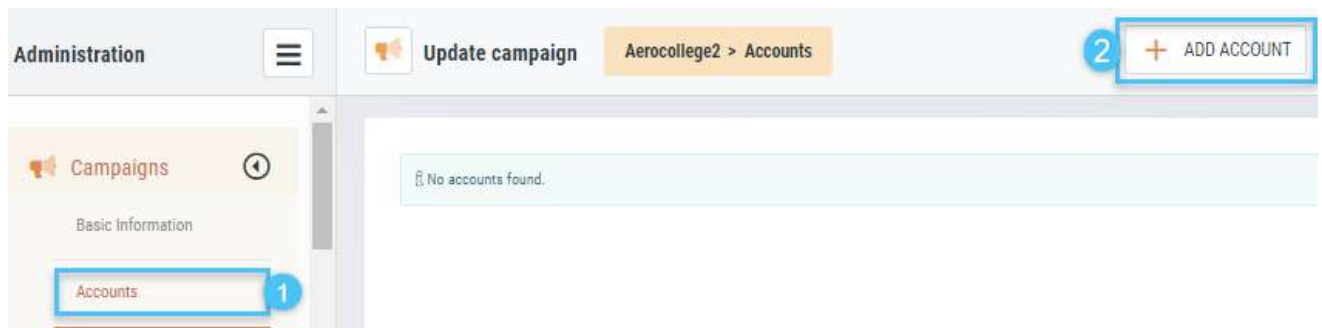 Administration
Update campaign
Aerocollege2 > Accounts
2
+ ADD ACCOUNT
Campaigns
No accounts found.
Basic Information
Accounts
1